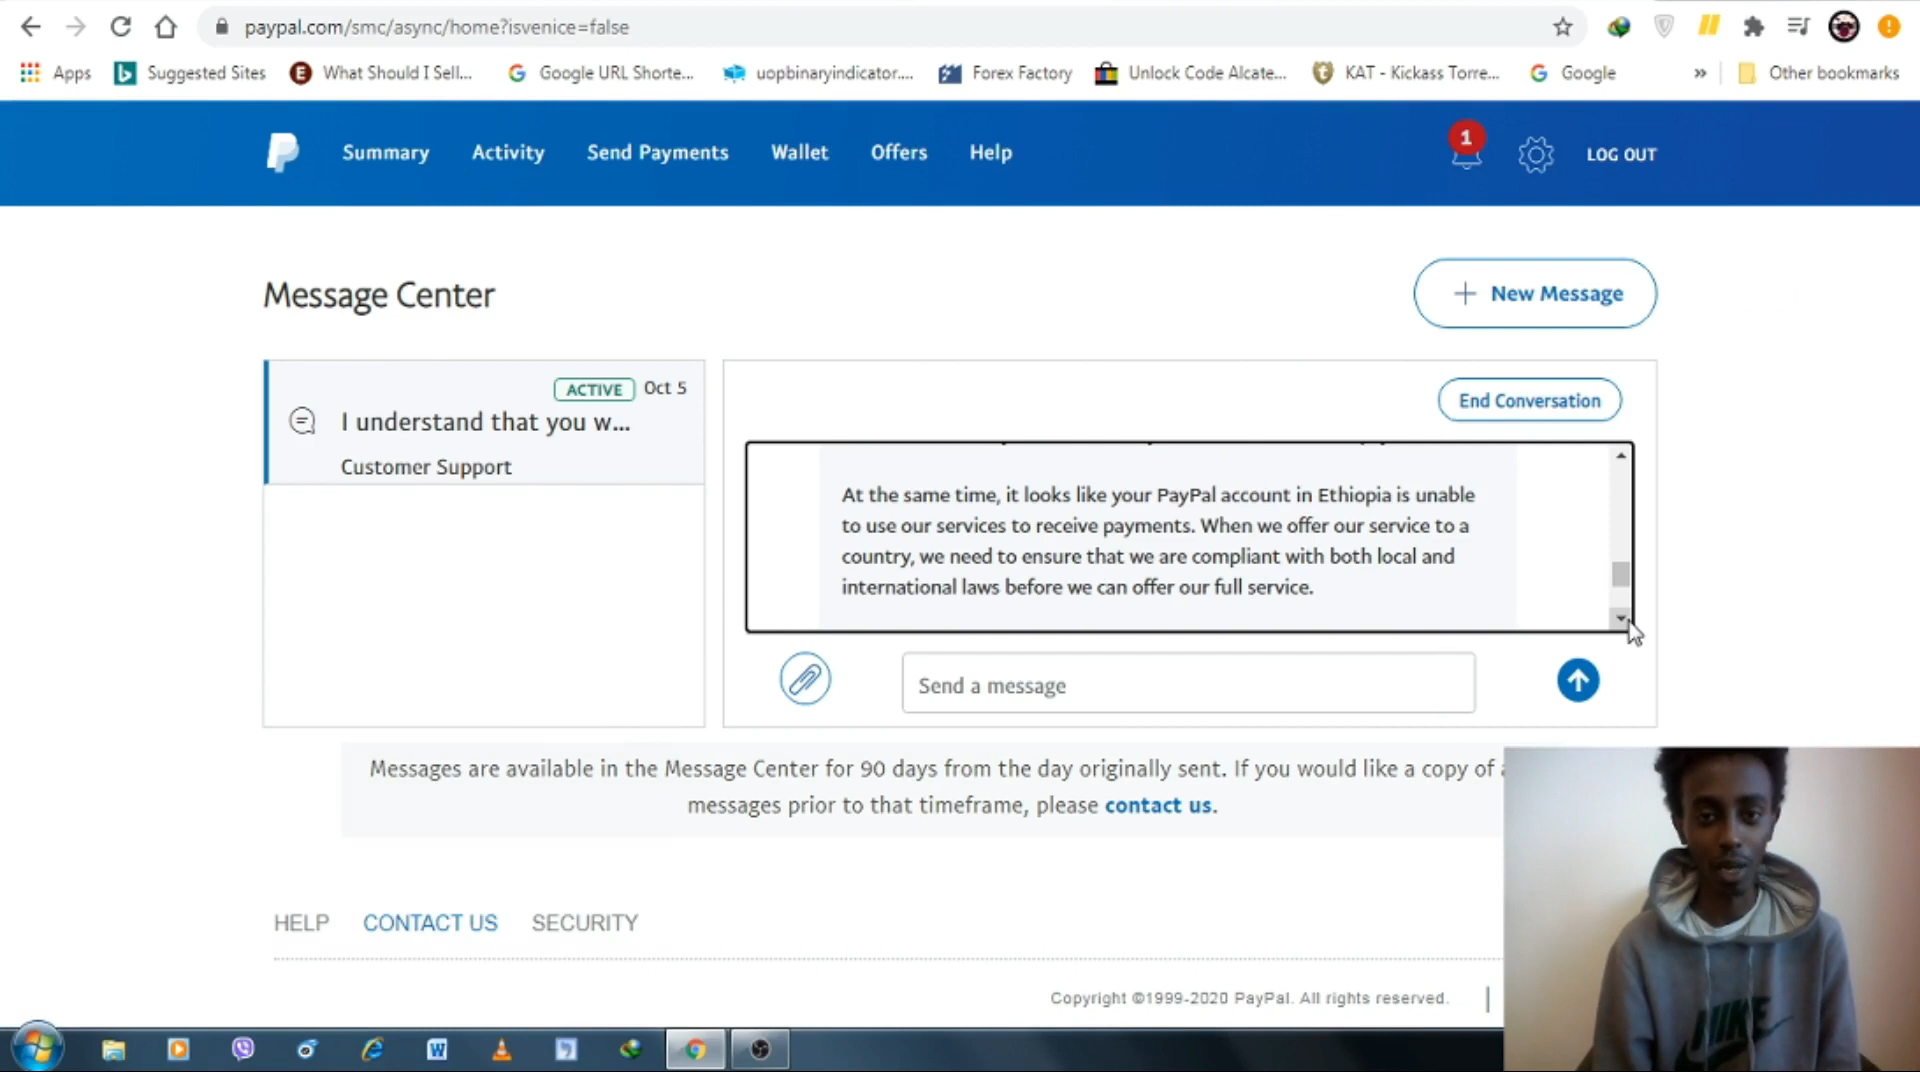 paypal.com/smc/async/home?isvenice=false
Apps
Suggested Sites
What Should I Sell...
Google URL Shorte...
uopbinaryindicator....
Forex Factory
Unlock Code Alcate...
KAT - Kickass Torre...
Google
»
Other bookmarks
Summary
Activity
Send Payments
Wallet
Offers
Help
1
LOG OUT
Message Center
+ New Message
ACTIVE Oct 5
I understand that you w...
Customer Support
End Conversation
At the same time, it looks like your PayPal account in Ethiopia is unable
to use our services to receive payments. When we offer our service to a
country, we need to ensure that we are compliant with both local and
international laws before we can offer our full service.
Send a message
Messages are available in the Message Center for 90 days from the day originally sent. If you would like a copy of
messages prior to that timeframe, please contact us.
HELP
CONTACT US
SECURITY
Copyright ©1999-2020 PayPal. All rights reserved.
NIKE